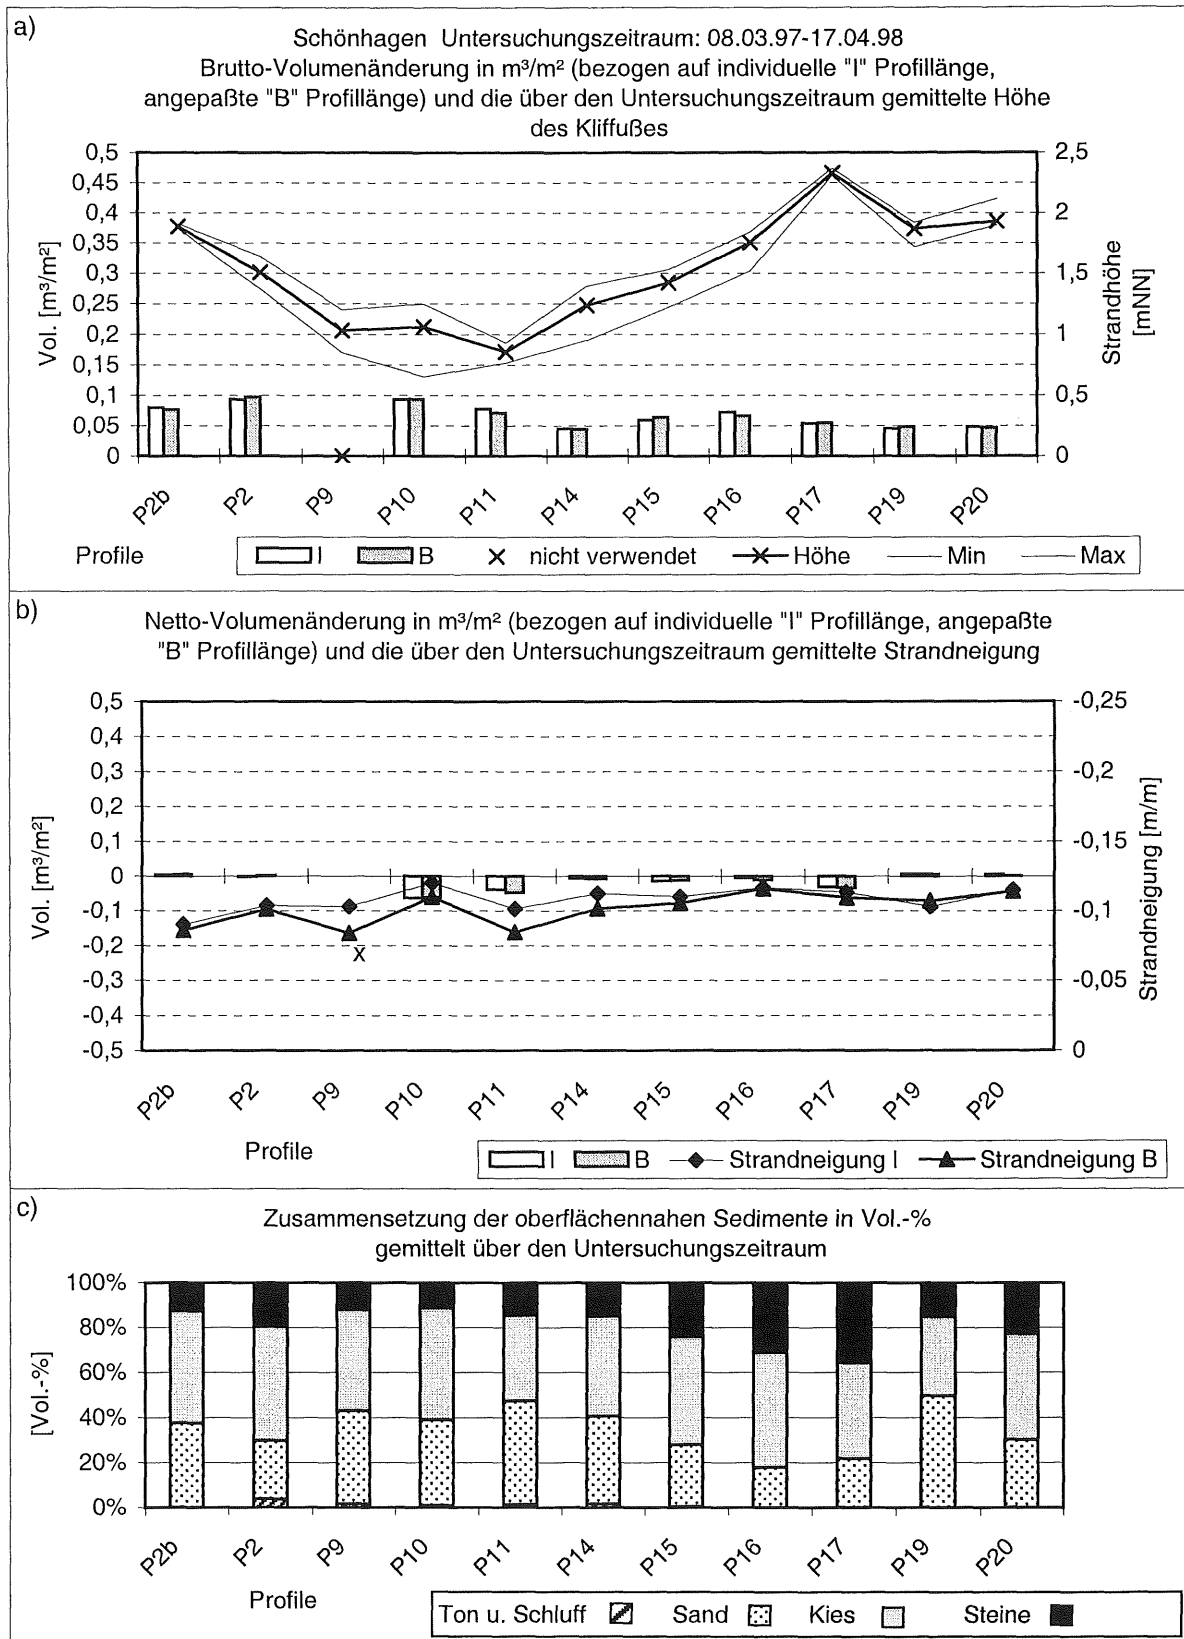 a)
Schönhagen Untersuchungszeitraum: 08.03.97-17.04.98
Brutto-Volumenänderung in m³/m² (bezogen auf individuelle "I" Profillänge,
angepaßte "B" Profillänge) und die über den Untersuchungszeitraum gemittelte Höhe
des Kliffußes
0,5
0,45
0,4
0,35
0,3
0,25
0,2
0,15
0,1
0,05
0
Vol. [m³/m²]
2,5
2
1,5
1
0,5
0
Strandhöhe
[mNN]
P2b P2 P9 P10 P11 P14 P15 P16 P17 P19 P20
Profile
I B nicht verwendet Höhe Min Max
b)
Netto-Volumenänderung in m³/m² (bezogen auf individuelle "I" Profillänge, angepaßte
"B" Profillänge) und die über den Untersuchungszeitraum gemittelte Strandneigung
0,5
0,4
0,3
0,2
0,1
0
-0,1
-0,2
-0,3
-0,4
-0,5
Vol. [m³/m²]
x
-0,25
-0,2
-0,15
-0,1
-0,05
0
Strandneigung [m/m]
P2b P2 P9 P10 P11 P14 P15 P16 P17 P19 P20
Profile
I B Strandneigung I Strandneigung B
c)
Zusammensetzung der oberflächennahen Sedimente in Vol.-%
gemittelt über den Untersuchungszeitraum
100%
80%
60%
40%
20%
0%
[Vol.-%]
P2b P2 P9 P10 P11 P14 P15 P16 P17 P19 P20
Profile
Ton u. Schluff Sand Kies Steine